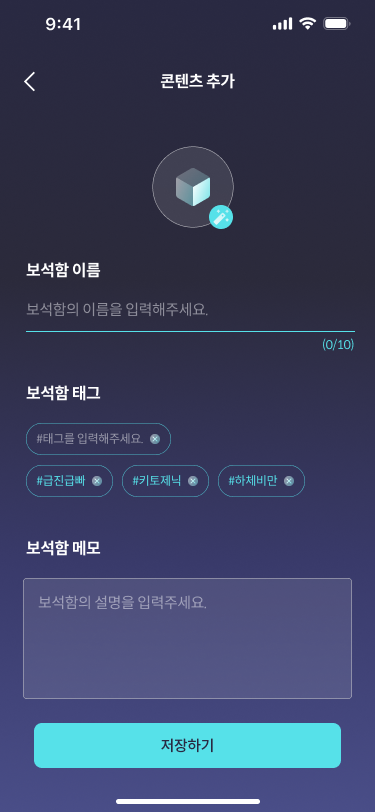 9:41
콘텐츠 추가
보석함 이름
보석함의 이름을 입력해주세요.
(0/10)
보석함 태그
#태그를 입력해주세요.
#급진급빠 #키토제닉 #하체비만
보석함 메모
보석함의 설명을 입력주세요.
저장하기